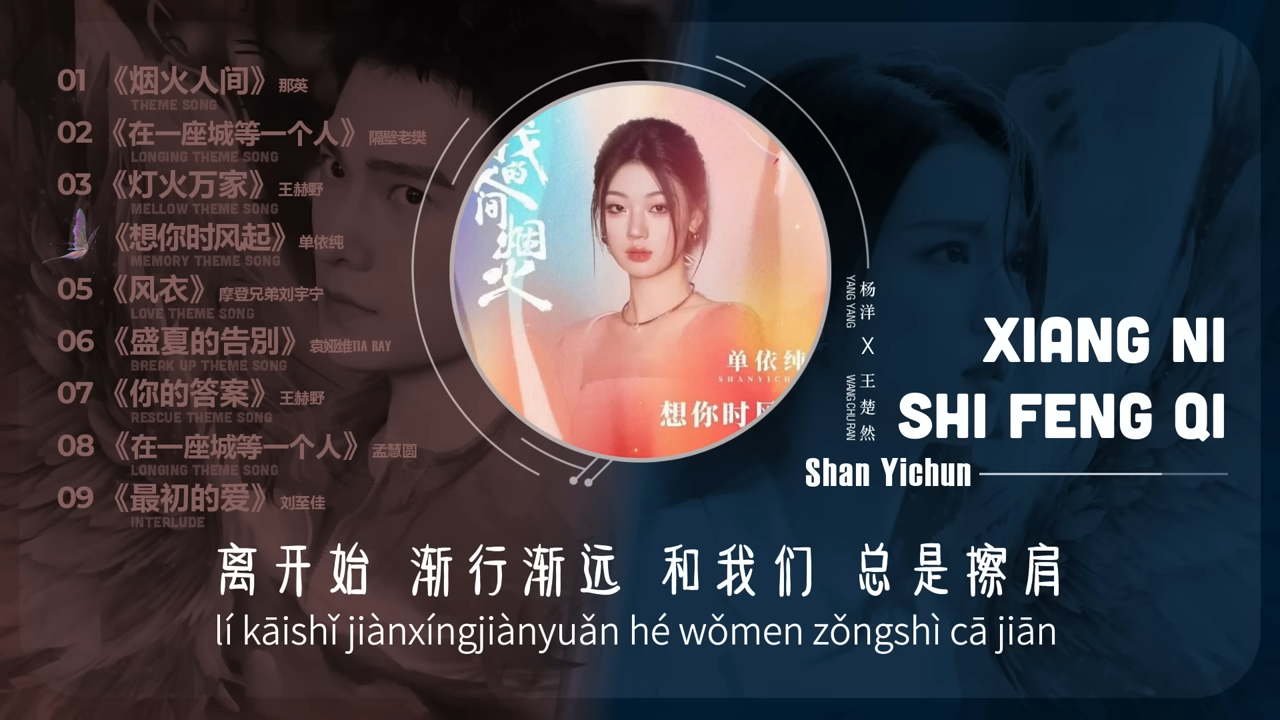 01 《烟火人间》 那英
THEME SONG
02 《在一座城等一个人》 隔壁老樊
LONGING THEME SONG
03 《灯火万家》 王赫野
MELLOW THEME SONG
《想你时风起》 单依纯
MEMORY THEME SONG
05 《风衣》 摩登兄弟刘宇宁
LOVE THEME SONG
06 《盛夏的告別》 袁娅维TIA RAY
BREAK UP THEME SONG
07 《你的答案》 王赫野
RESCUE THEME SONG
08 《在一座城等一个人》 孟慧圆
LONGING THEME SONG
09 《最初的爱》 刘至佳
INTERLUDE
我的
人间
烟火
单依纯
SHANYICHUN
想你时风
杨洋 X 王楚然
YANG YANG
WANG CHU RAN
XIANG NI
SHI FENG QI
Shan Yichun
离开始 渐行渐远 和我们 总是擦肩
lí kāishǐ jiànxíngjiànyuǎn hé wǒmen zǒngshì cā jiān